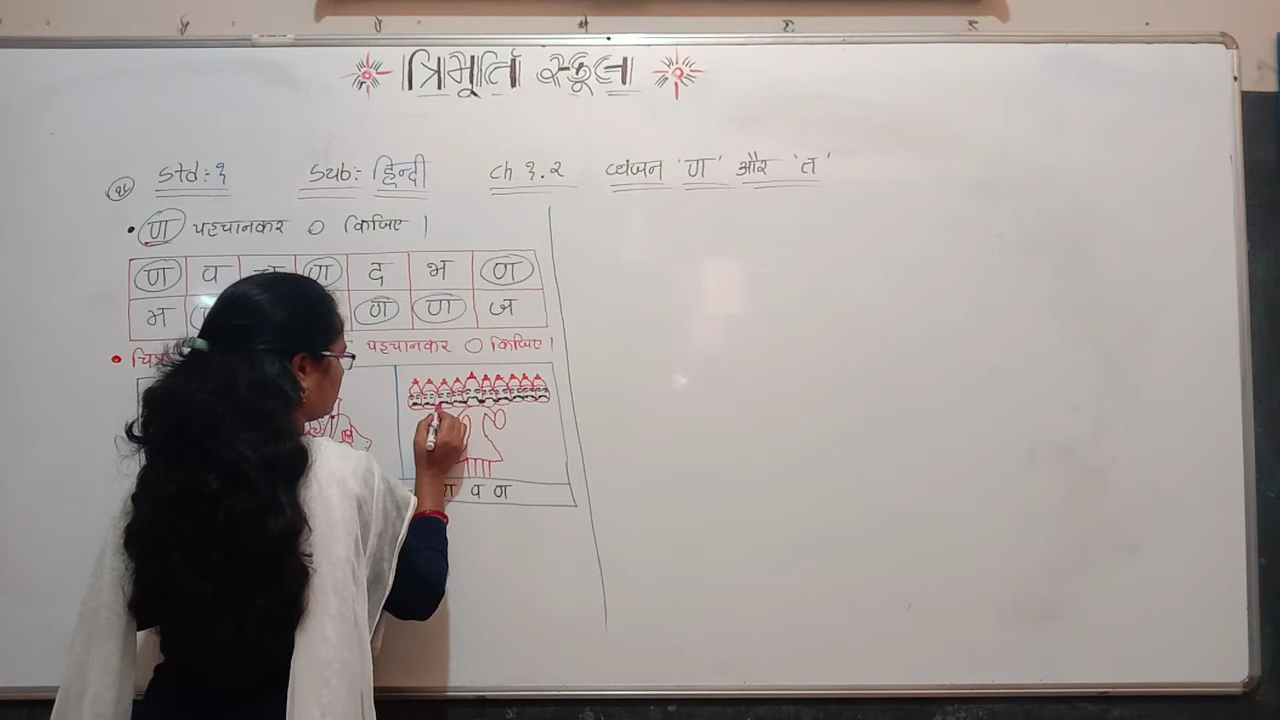 त्रिमूर्ति स्कूल
Std: १ Sub: हिन्दी Ch. १.२ व्यंजन 'ण' और 'त'
• ण पहचानकर ○ किजिए।
ण व ण द भ ण
भ ण ण ज
• चित्र पहचानकर ○ किजिए।
व ण